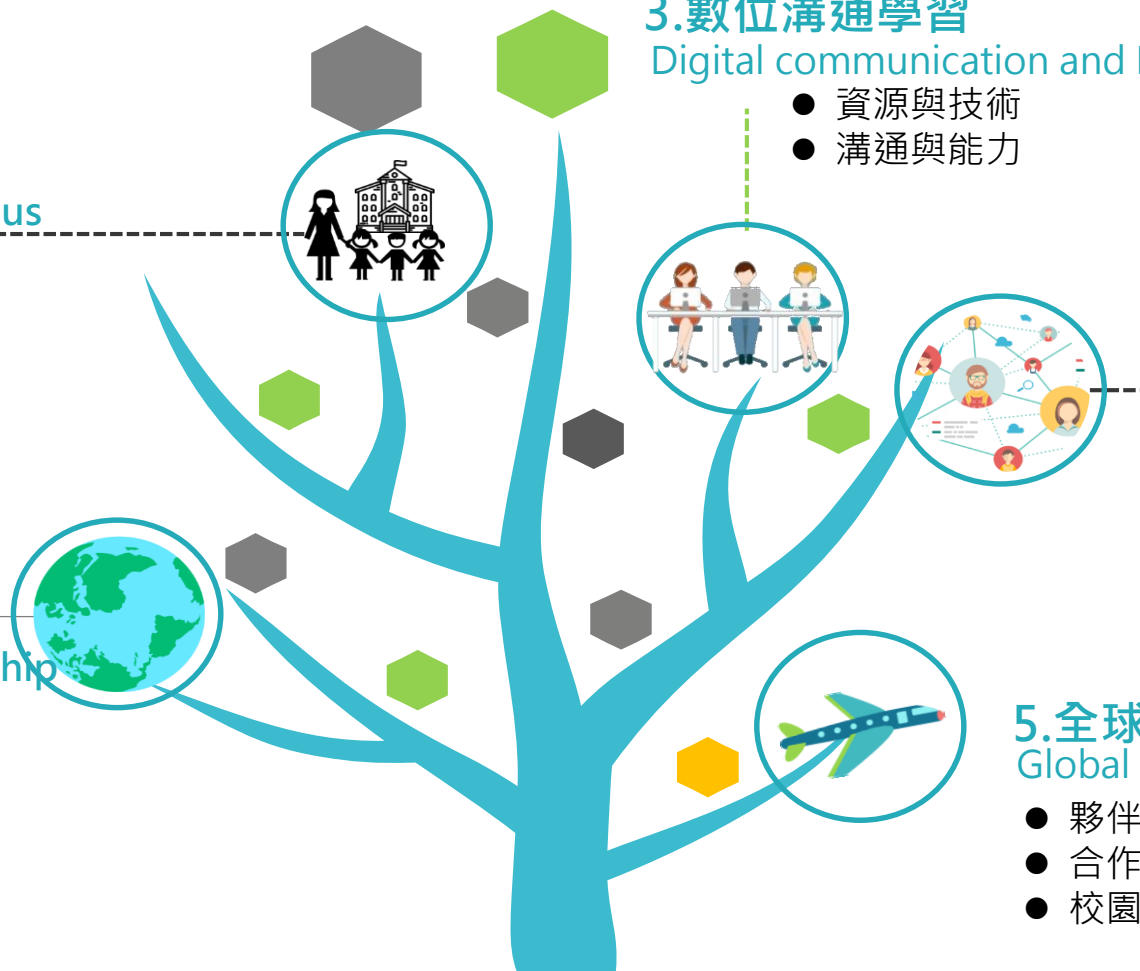 3.數位溝通學習
Digital communication and
● 資源與技術
● 溝通與能力
us
hip
5.全球
Global
● 夥伴
● 合作
● 校園